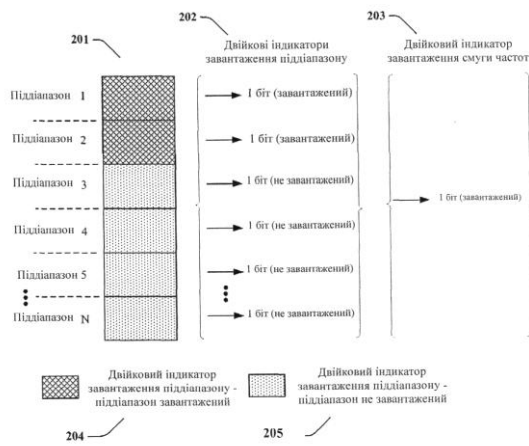 201
202
203
Двійкові індикатори
завантаження піддіапазону
Двійковий індикатор
завантаження смуги частот
Піддіапазон 1
1 біт (завантажений)
Піддіапазон 2
1 біт (завантажений)
Піддіапазон 3
1 біт (не завантажений)
1 біт (завантажений)
Піддіапазон 4
1 біт (не завантажений)
Піддіапазон 5
1 біт (не завантажений)
Піддіапазон N
1 біт (не завантажений)
Двійковий індикатор
завантаження піддіапазону -
піддіапазон завантажений
Двійковий індикатор
завантаження піддіапазону -
піддіапазон не завантажений
204
205